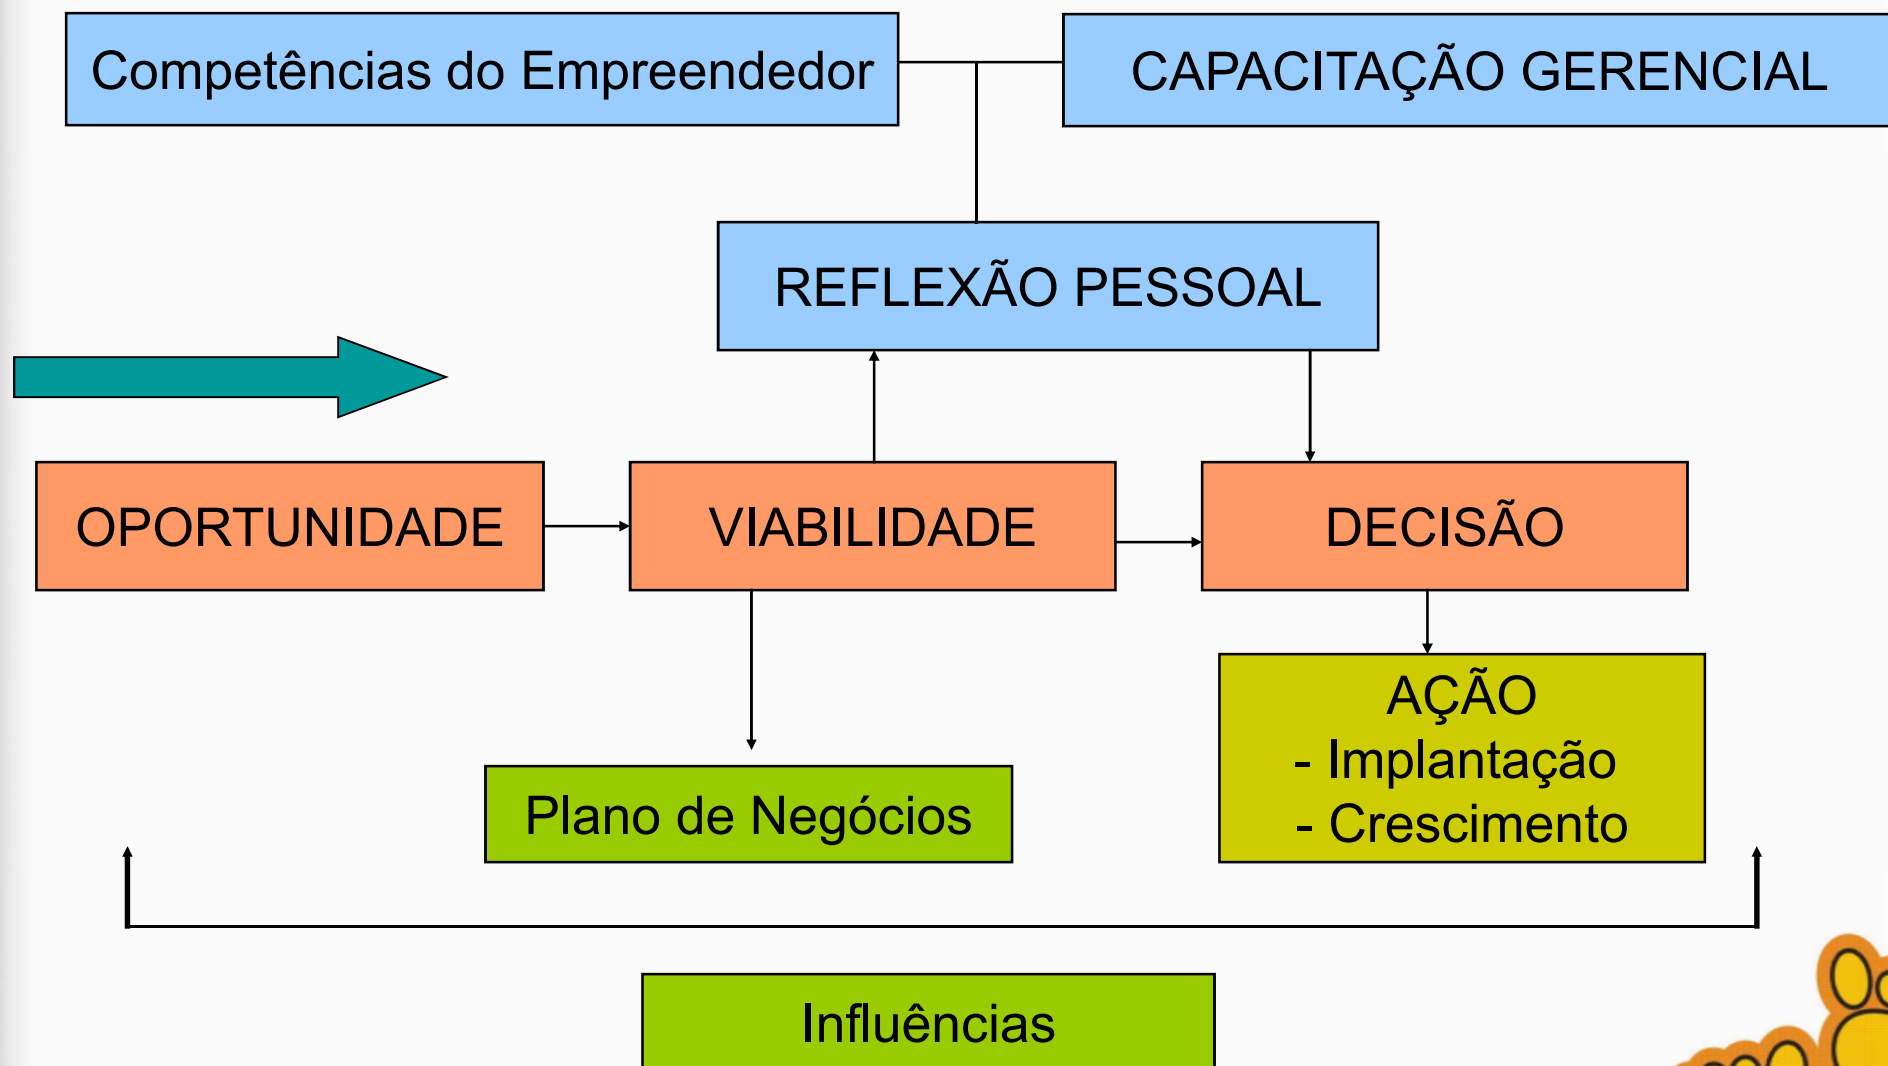 Competências do Empreendedor
CAPACITAÇÃO GERENCIAL
REFLEXÃO PESSOAL
OPORTUNIDADE
VIABILIDADE
DECISÃO
AÇÃO
- Implantação
- Crescimento
Plano de Negócios
Influências